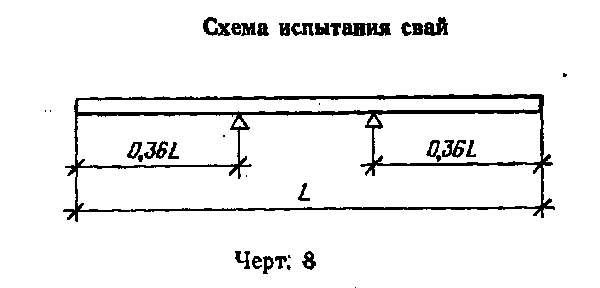 Схема испытания свай
0,36L
0,36L
L
Черт. 8